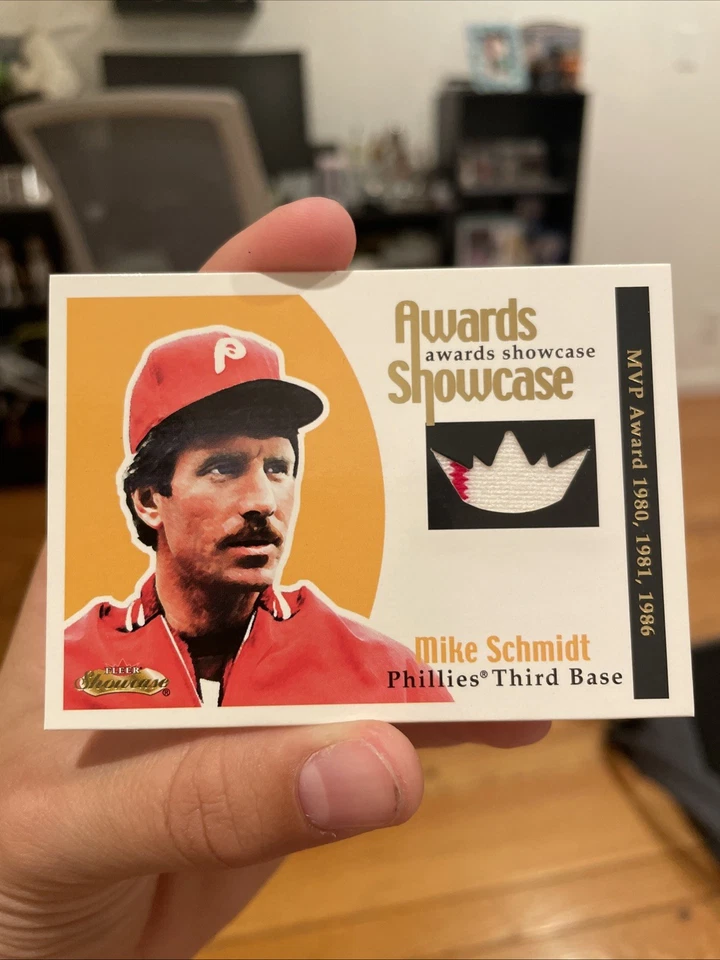 Awards
awards showcase
Showcase
MVP Award 1980, 1981, 1986
P
Mike Schmidt
Phillies® Third Base
FLEER
Showcase®